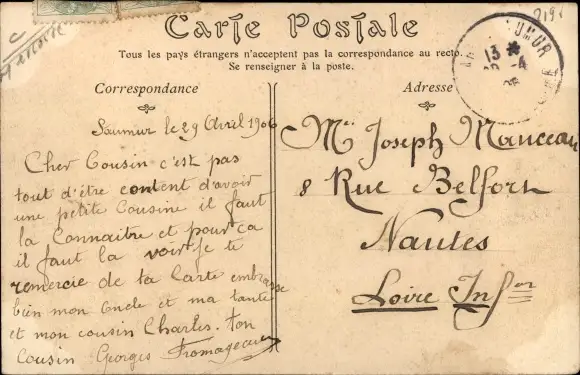 Carte Postale
Tous les pays étrangers n'acceptent pas la correspondance au recto.
Se renseigner à la poste.
Correspondance
Adresse
Saumur le 29 Avril 1906
Cher Cousin c'est pas
tout d'être content d'avoir
une petite Cousine il faut
la Connaitre et pour ça
il faut la voir Je te
remercie de ta Carte embrasse
bien mon oncle et ma tante
et mon cousin Charles. ton
Cousin Georges Fromageau
Mr Joseph Manceau
8 Rue Belfort
Nantes
Loire Infor
13 *